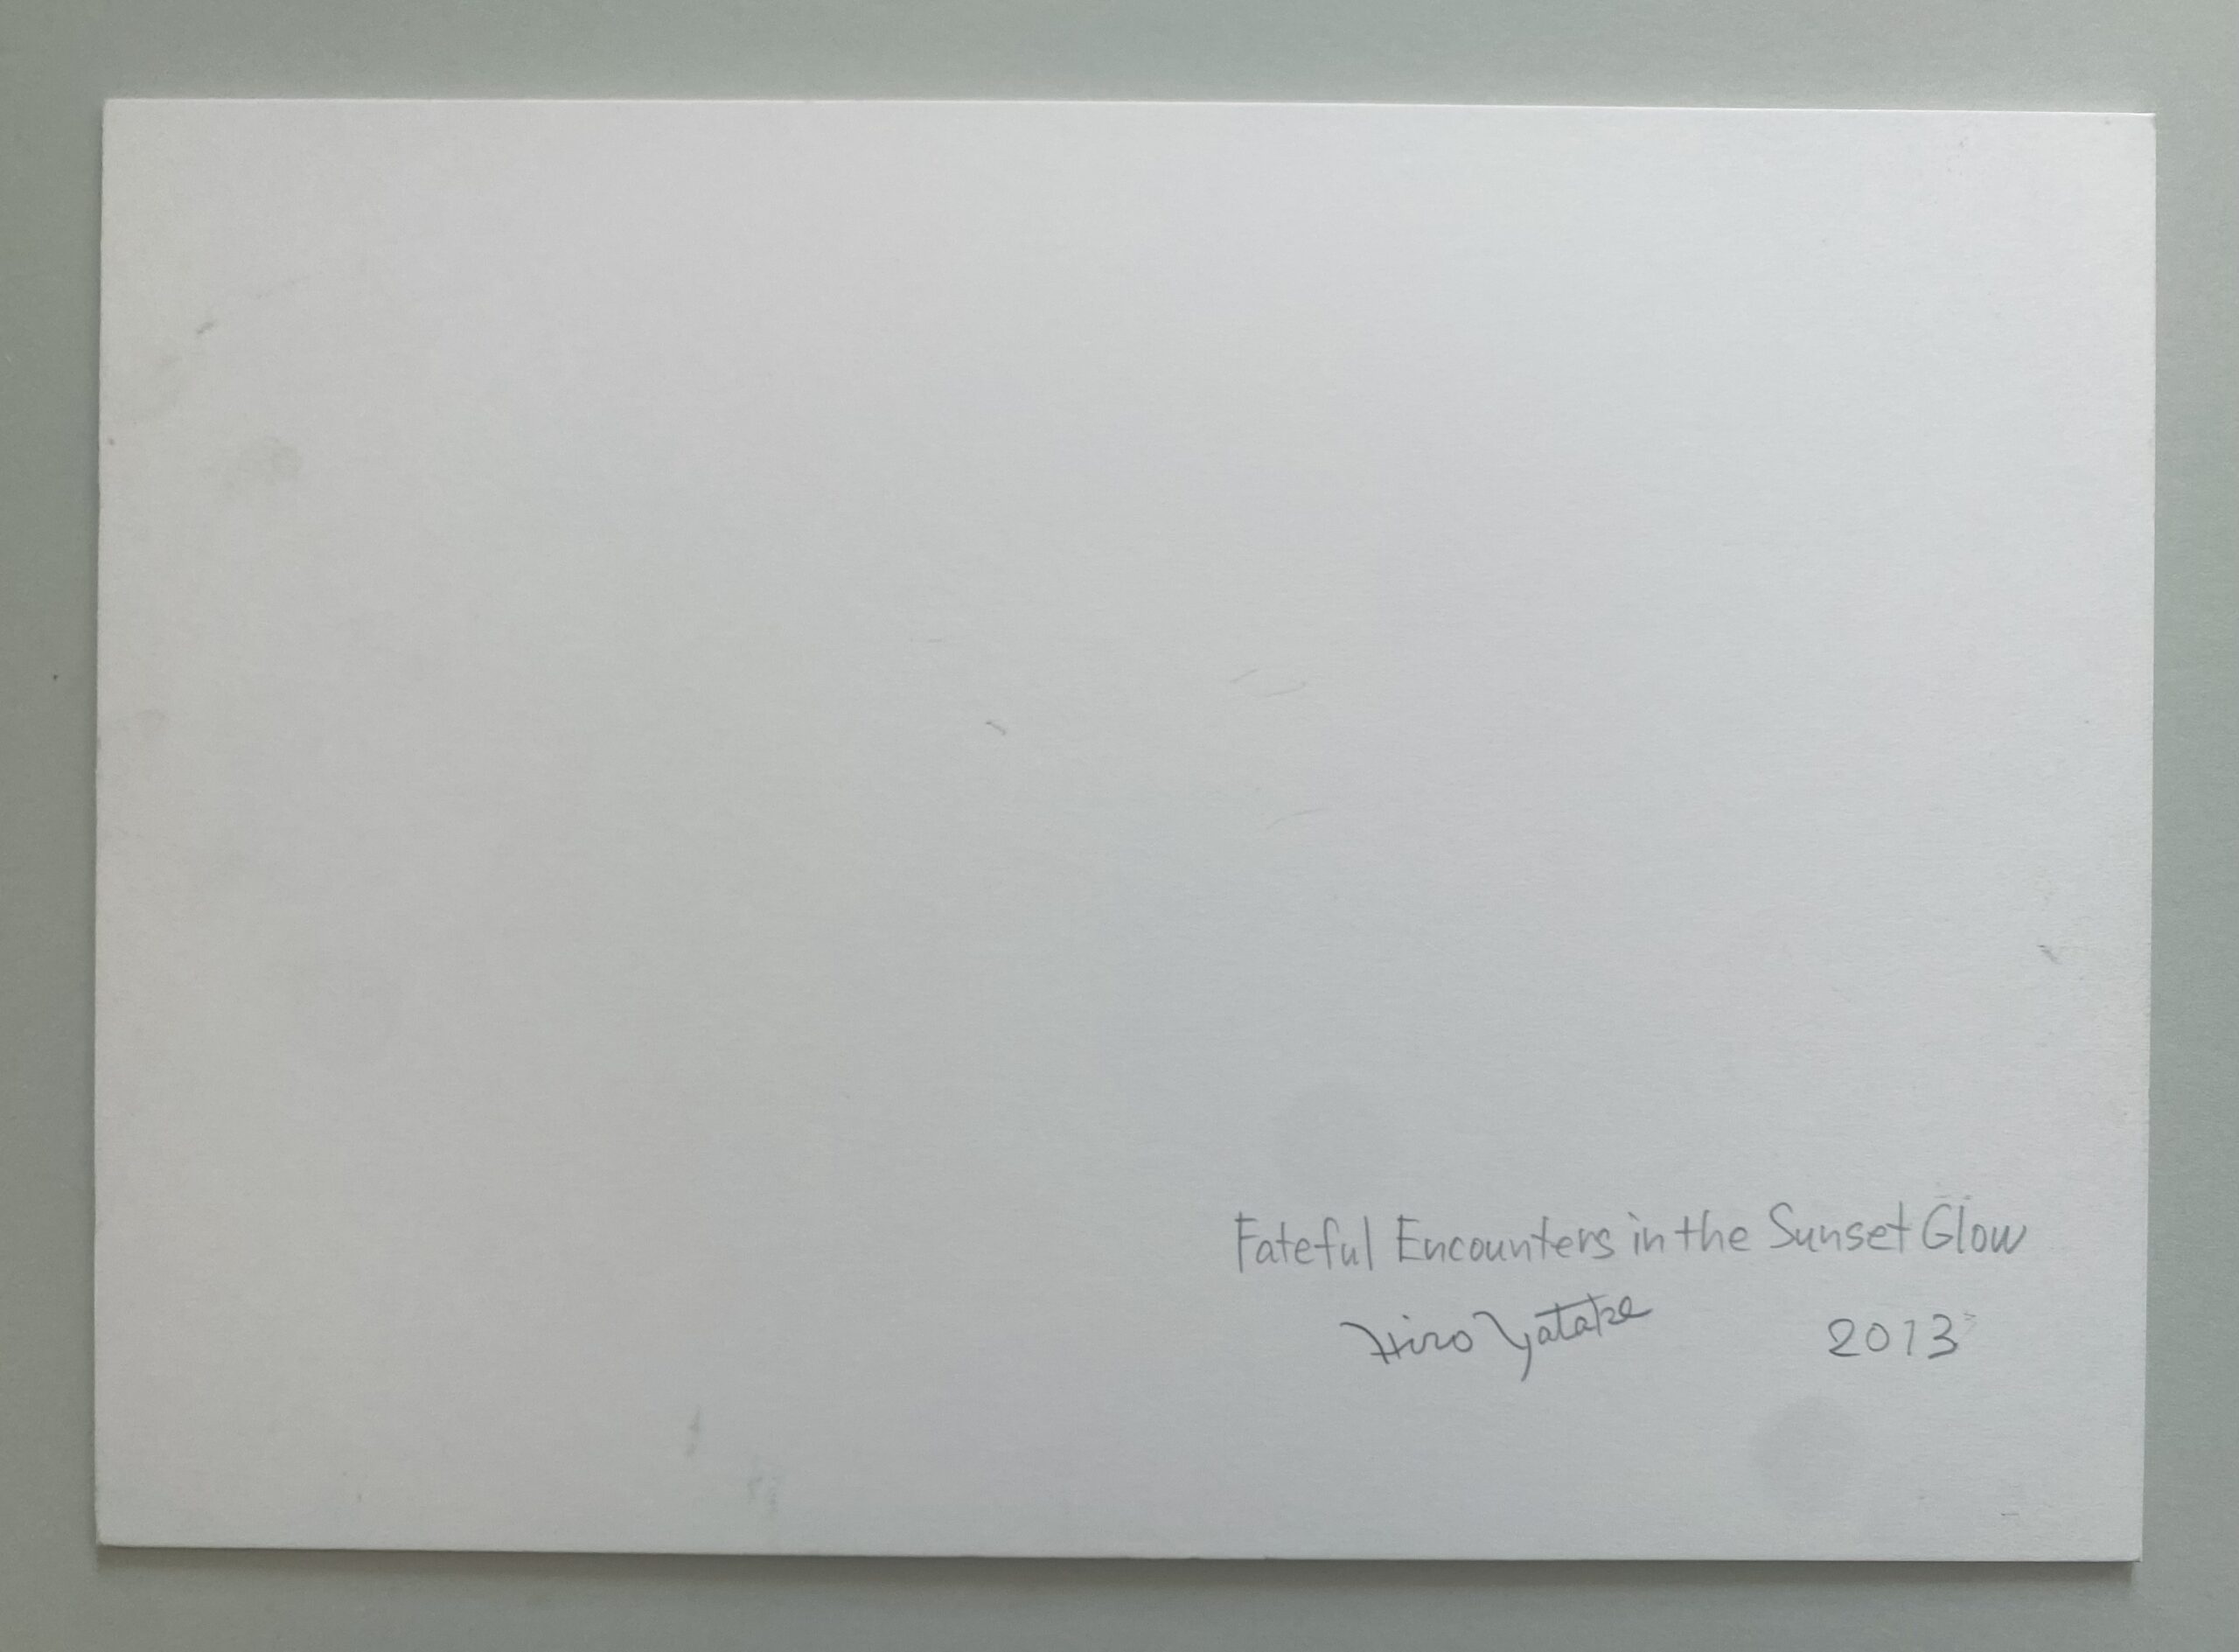 Fateful Encounters in the Sunset Glow
Hiro Yatake 2013